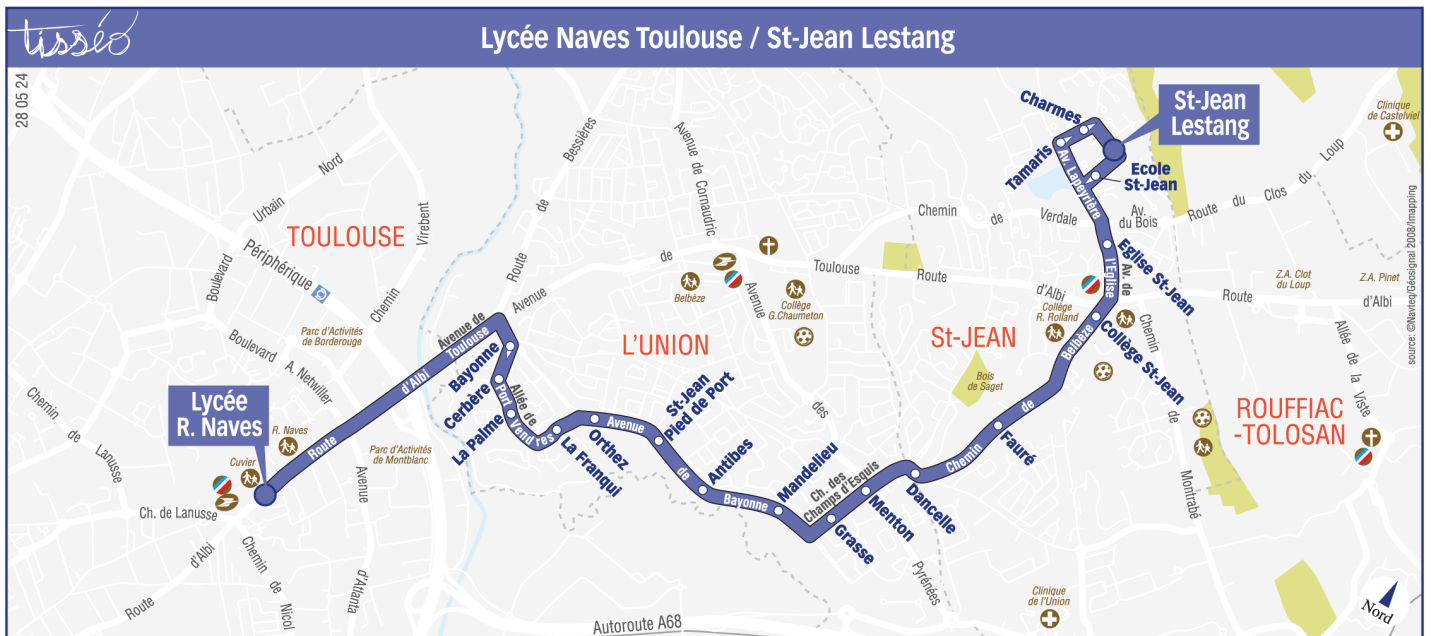 tisséo
Lycée Naves Toulouse / St-Jean Lestang
28 05 24
TOULOUSE
L'UNION
St-JEAN
ROUFFIAC
-TOLOSAN
Lycée
R. Naves
St-Jean
Lestang
Bayonne
Cerbère
La Palme
La Franqui
Orthez
St-Jean
Pied de Port
Antibes
Mandelieu
Grasse
Menton
Dancelle
Fauré
Collège St-Jean
Eglise St-Jean
Ecole
St-Jean
Tamaris
Charmes
Route
d'Albi
Avenue de
Toulouse
Allée de
Port
Vendres
Avenue
de
Bayonne
Ch. des
Champs d'Esquis
Chemin
de
Belbèze
Av. de
l'Eglise
Av. Lapeyrière
Boulevard
Urbain
Nord
Périphérique
Chemin
Virebent
Parc d'Activités
de Borderouge
Boulevard
A. Netwiller
Parc d'Activités
de Montblanc
Avenue
d'Atlanta
Chemin
de
Lanusse
R. Naves
Cuvier
Ch. de Lanusse
Route
d'Albi
Chemin
de
Nicol
Route
de
Bessières
Avenue de Cornaudric
Avenue
de
Toulouse
Belbèze
Avenue
des
Pyrénées
Collège
G.Chaumeton
Route
d'Albi
Collège
R. Rolland
Bois
de Saget
Chemin
de
Verdale
Av.
du Bois
Route
du
Clos
du
Loup
Clinique
de Castelviel
Z.A. Clot
du Loup
Z.A. Pinet
Route
d'Albi
Allée de la Viste
Chemin
de
Montrabé
Clinique
de l'Union
Autoroute A68
Nord
source: ©Navteq/Géosignal 2008/Imapping